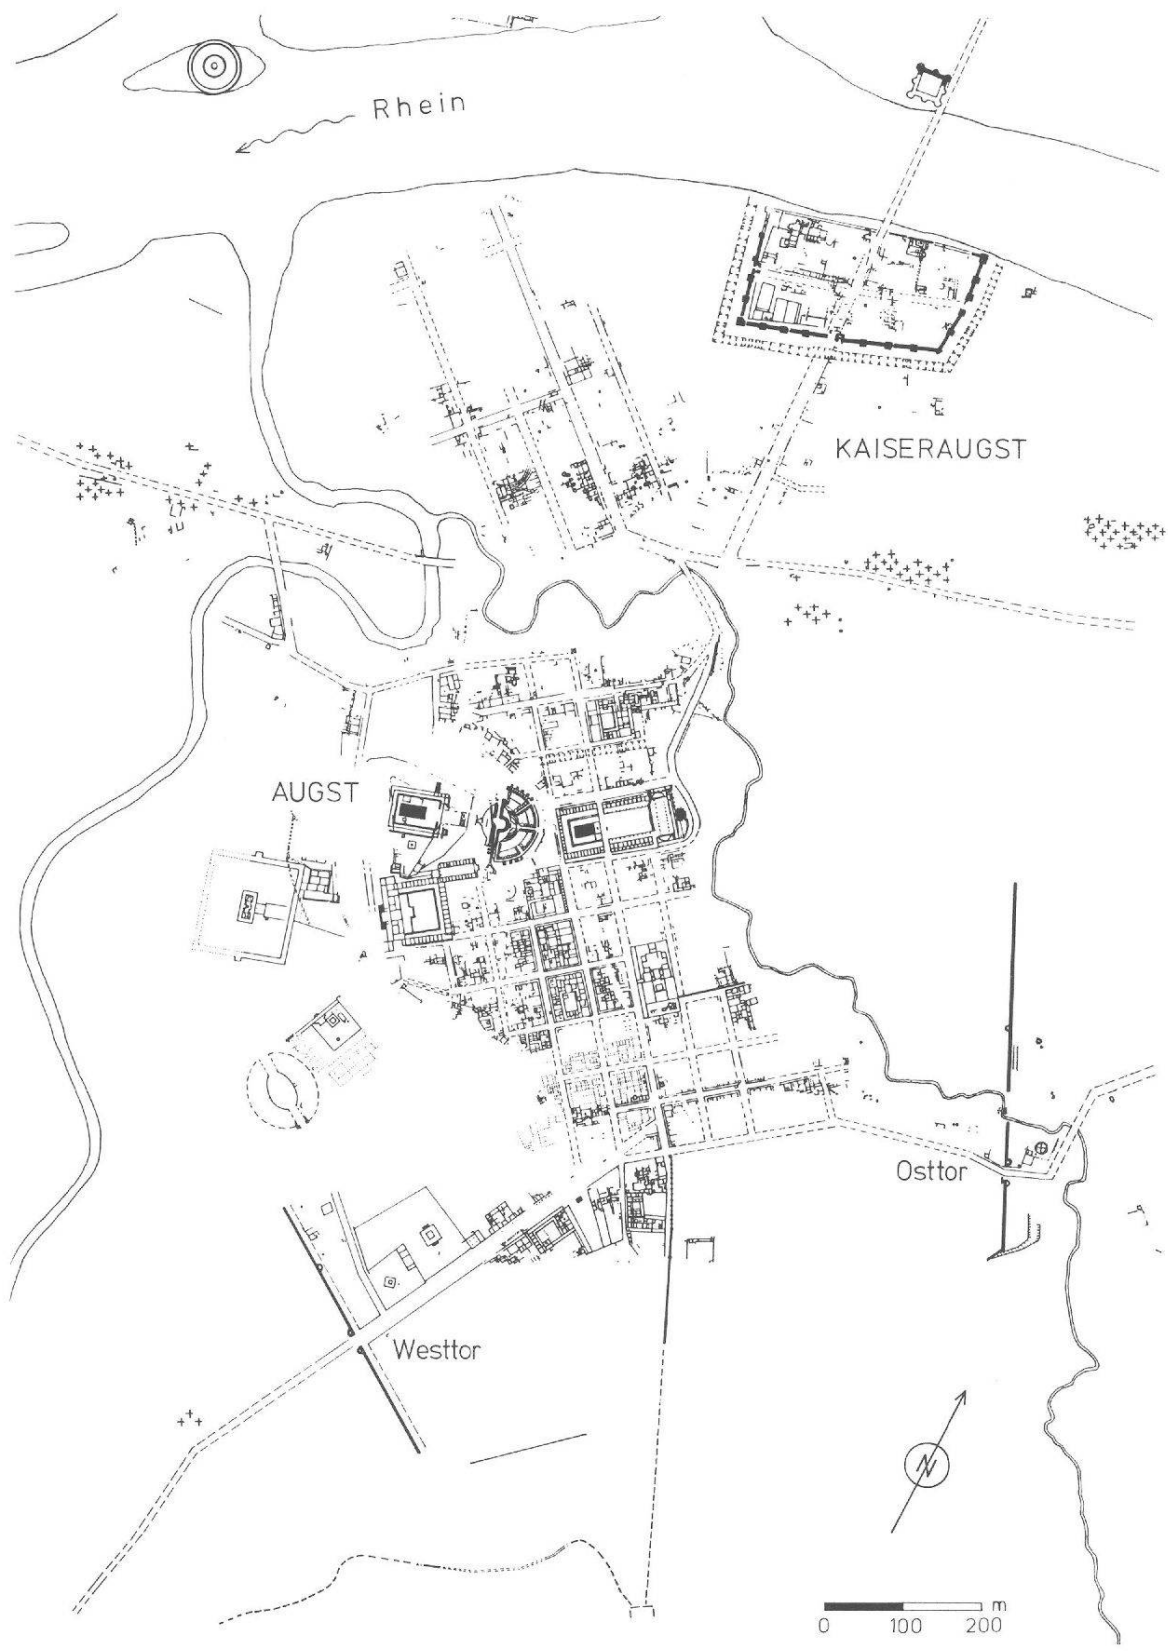 Rhein
KAISERAUGST
AUGST
Osttor
Westtor
N
m
0 100 200